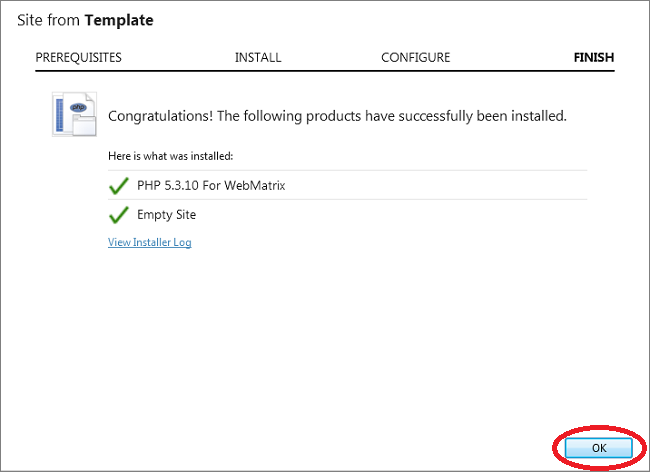 Site from Template
PREREQUISITES INSTALL CONFIGURE FINISH
php
Congratulations! The following products have successfully been installed.
Here is what was installed:
PHP 5.3.10 For WebMatrix
Empty Site
View Installer Log
OK